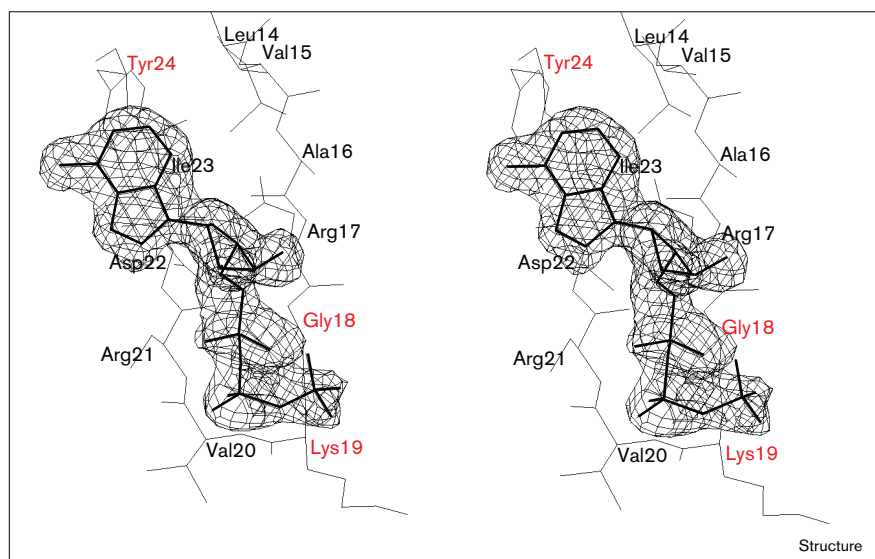 Leu14
Val15
Tyr24
Ala16
Ile23
Arg17
Asp22
Gly18
Arg21
Val20
Lys19
Leu14
Val15
Tyr24
Ala16
Ile23
Arg17
Asp22
Gly18
Arg21
Val20
Lys19
Structure